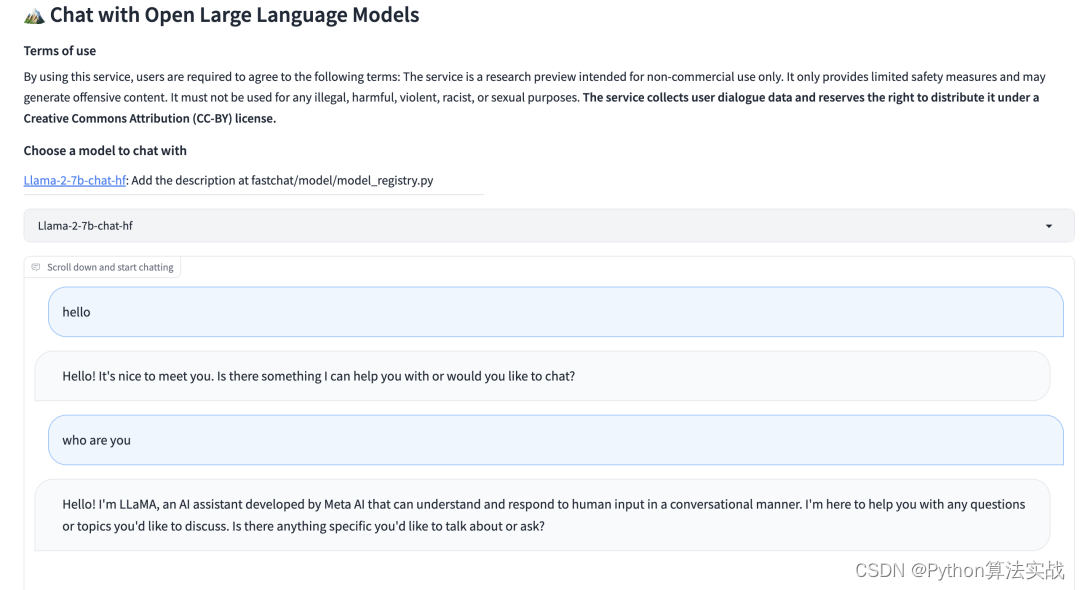 🏔️ Chat with Open Large Language Models
Terms of use
By using this service, users are required to agree to the following terms: The service is a research preview intended for non-commercial use only. It only provides limited safety measures and may
generate offensive content. It must not be used for any illegal, harmful, violent, racist, or sexual purposes. The service collects user dialogue data and reserves the right to distribute it under a
Creative Commons Attribution (CC-BY) license.
Choose a model to chat with
Llama-2-7b-chat-hf: Add the description at fastchat/model/model_registry.py
Llama-2-7b-chat-hf
Scroll down and start chatting
hello
Hello! It's nice to meet you. Is there something I can help you with or would you like to chat?
who are you
Hello! I'm LLaMA, an AI assistant developed by Meta AI that can understand and respond to human input in a conversational manner. I'm here to help you with any questions
or topics you'd like to discuss. Is there anything specific you'd like to talk about or ask?
CSDN @Python算法实战